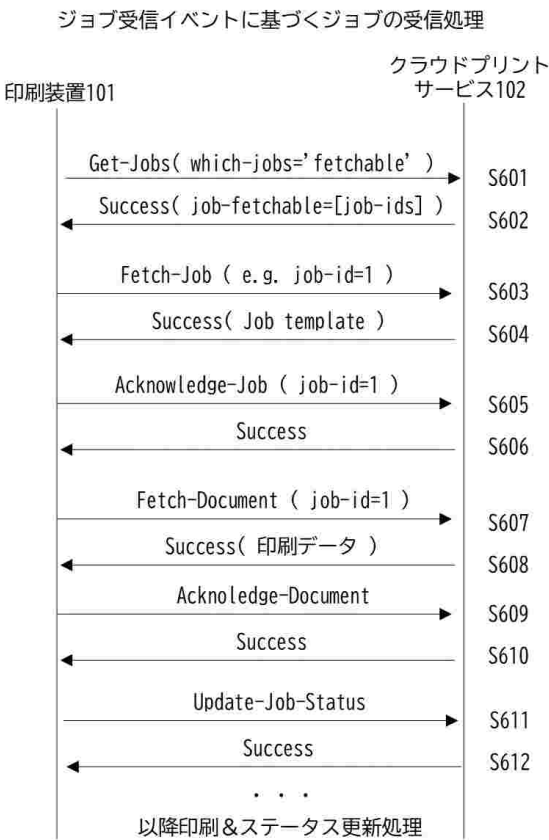 ジョブ受信イベントに基づくジョブの受信処理
クラウドプリント
印刷装置101
サービス102
Get-Jobs( which-jobs='fetchable' )
S601
Success( job-fetchable=[job-ids] )
S602
Fetch-Job ( e.g. job-id=1 )
S603
Success( Job template )
S604
Acknowledge-Job ( job-id=1 )
S605
Success
S606
Fetch-Document ( job-id=1 )
S607
Success( 印刷データ )
S608
Acknoledge-Document
S609
Success
S610
Update-Job-Status
S611
Success
S612
・・・
以降印刷&ステータス更新処理